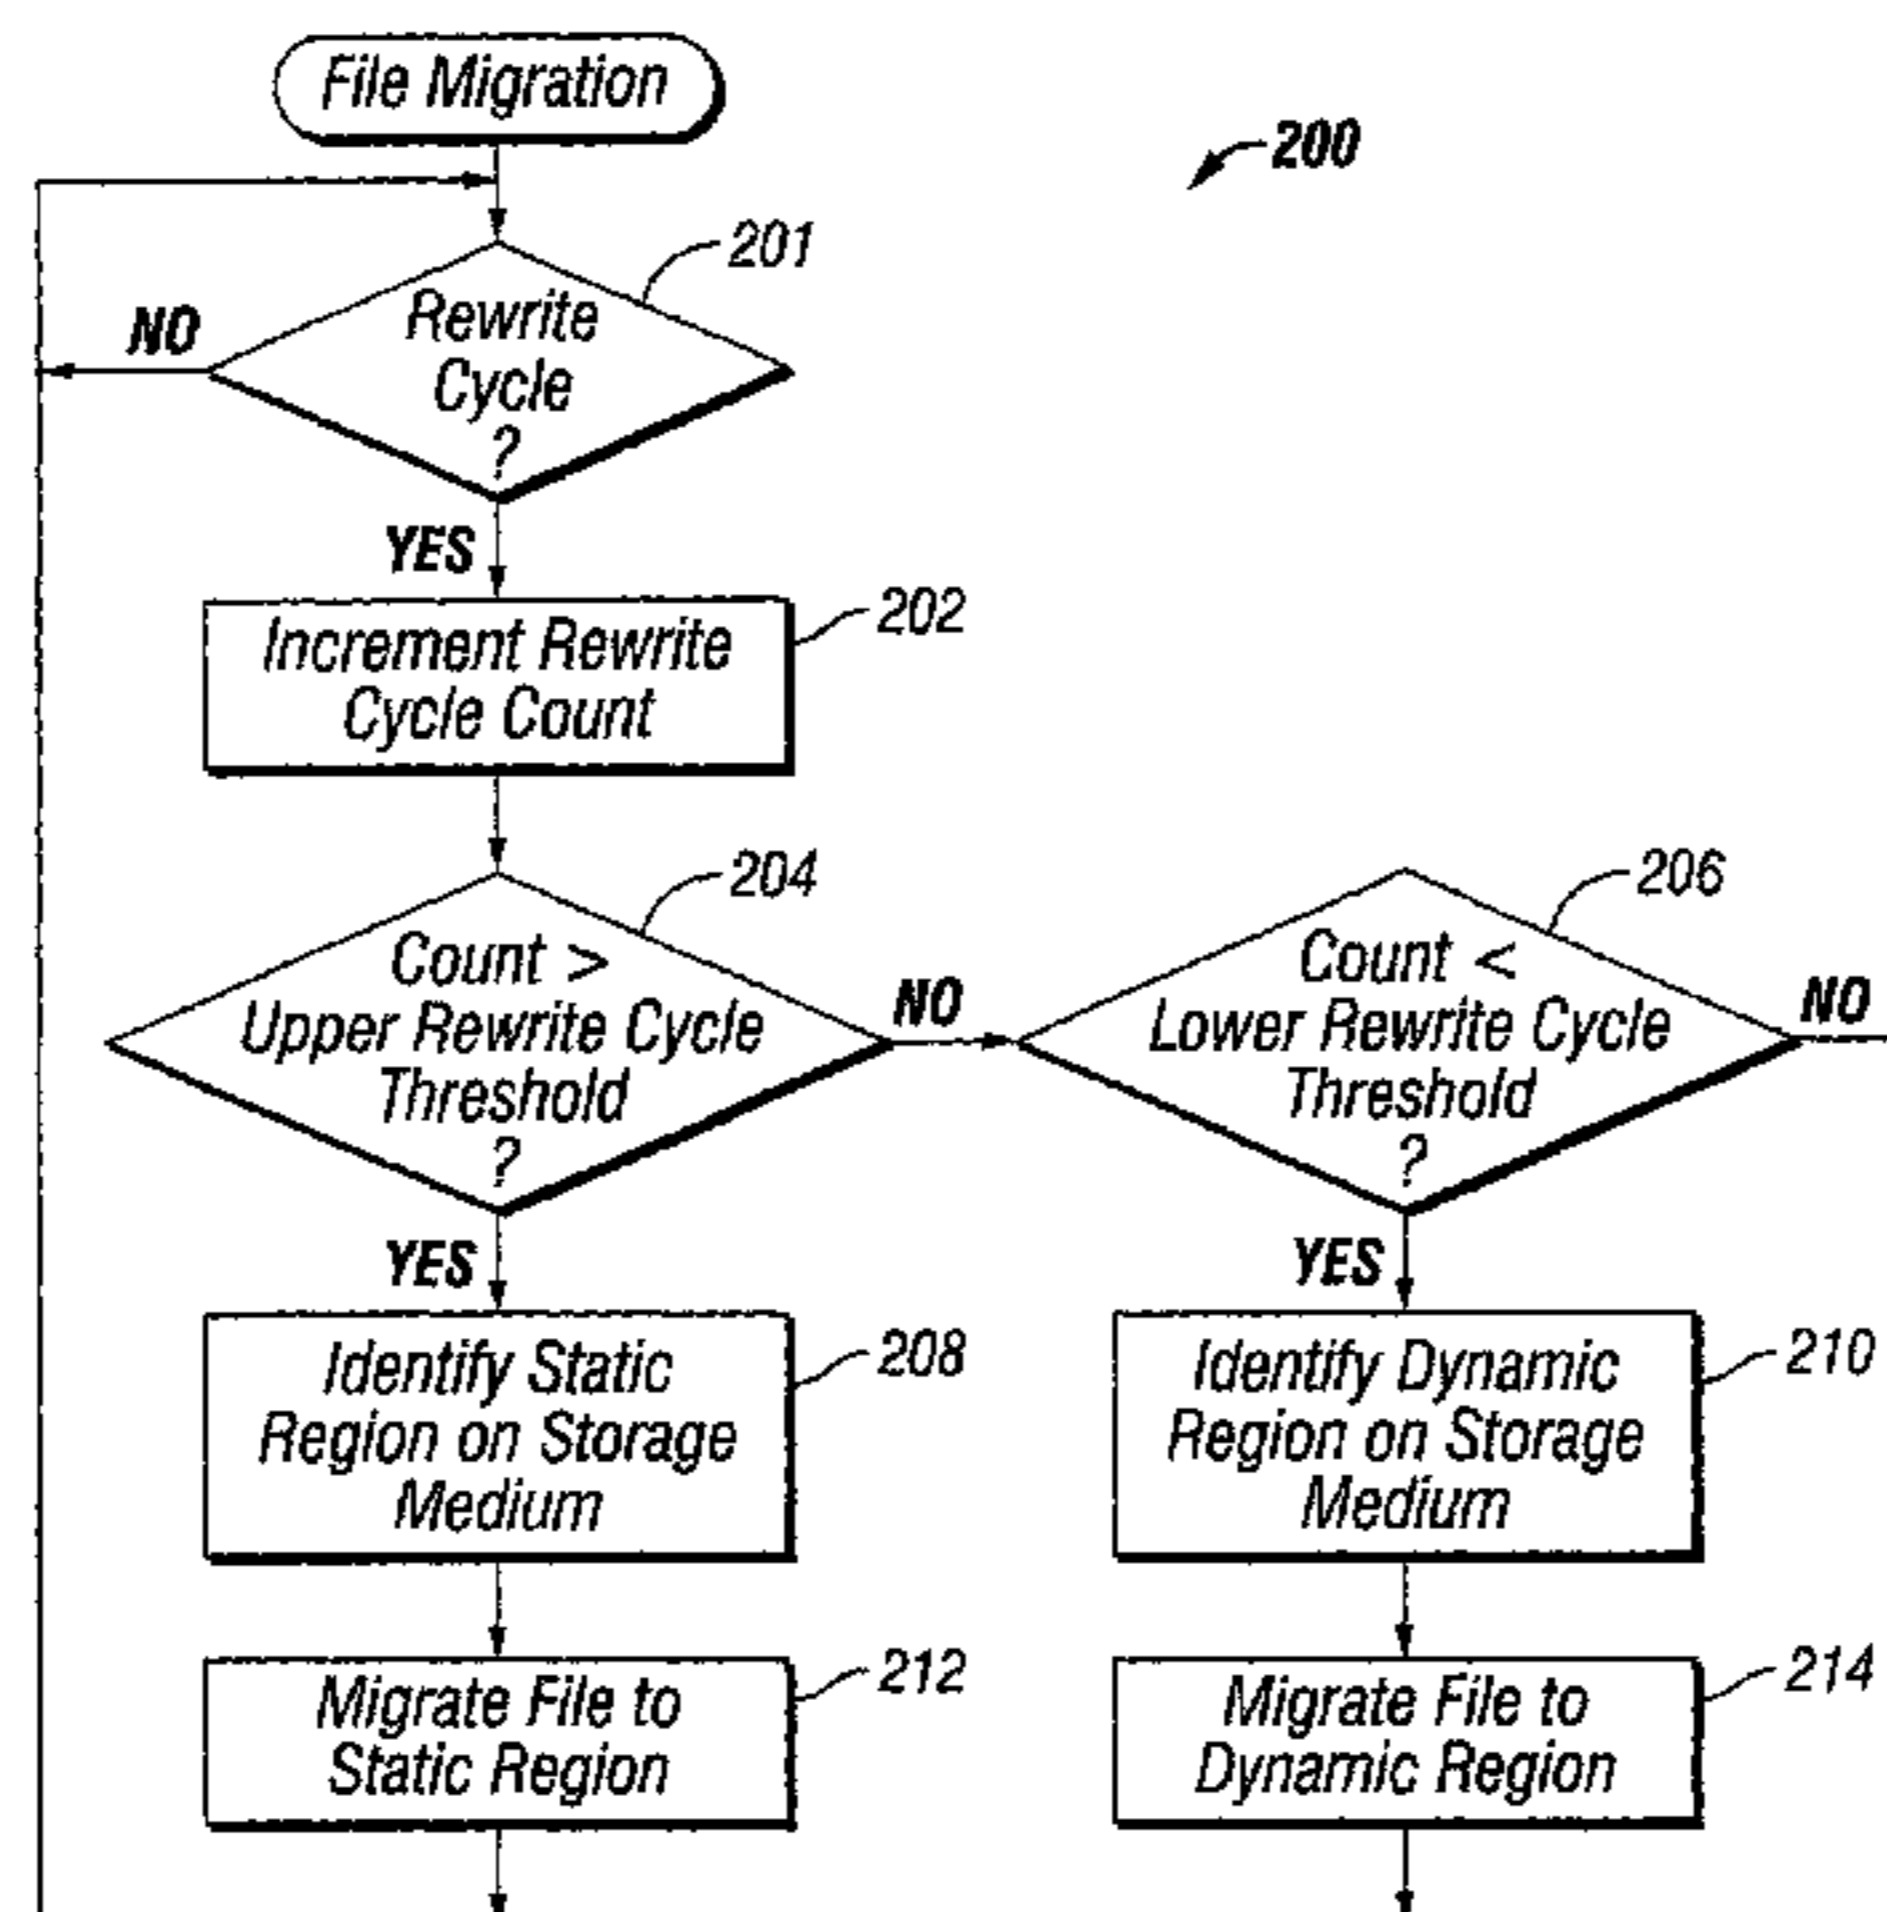 File Migration
200
201
NO
Rewrite
Cycle
?
YES
202
Increment Rewrite
Cycle Count
204
Count >
Upper Rewrite Cycle
Threshold
?
NO
206
Count <
Lower Rewrite Cycle
Threshold
?
NO
YES
YES
208
Identify Static
Region on Storage
Medium
210
Identify Dynamic
Region on Storage
Medium
212
Migrate File to
Static Region
214
Migrate File to
Dynamic Region